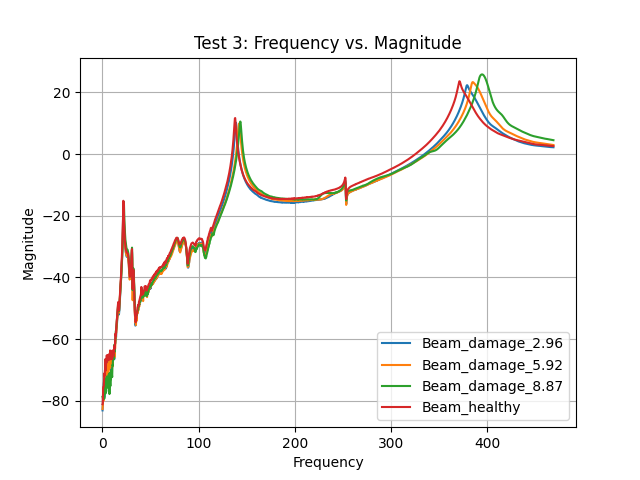 Test 3: Frequency vs. Magnitude
Magnitude
20
0
−20
−40
−60
−80
0
100
200
300
400
Frequency
Beam_damage_2.96
Beam_damage_5.92
Beam_damage_8.87
Beam_healthy